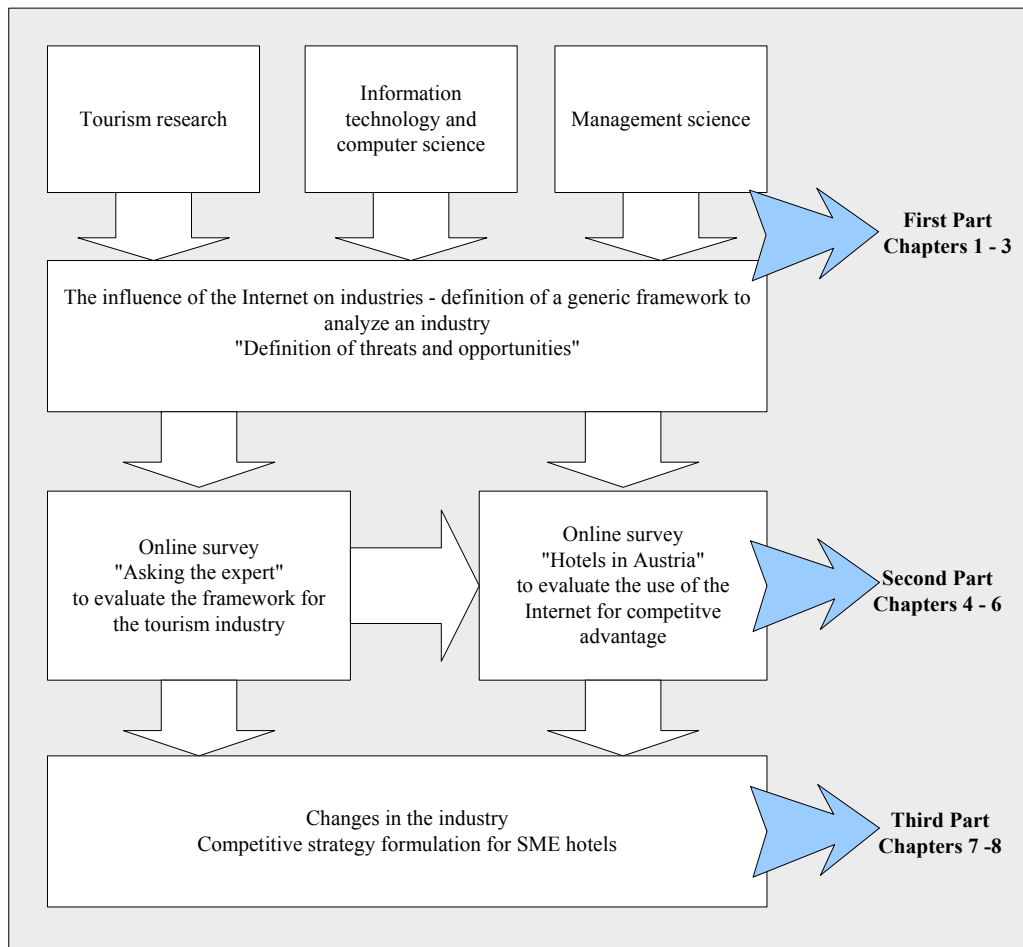 Tourism research
Information
technology and
computer science
Management science
First Part
Chapters 1 - 3
The influence of the Internet on industries - definition of a generic framework to
analyze an industry
"Definition of threats and opportunities"
Online survey
"Asking the expert"
to evaluate the framework for
the tourism industry
Online survey
"Hotels in Austria"
to evaluate the use of the
Internet for competitve
advantage
Second Part
Chapters 4 - 6
Changes in the industry
Competitive strategy formulation for SME hotels
Third Part
Chapters 7 -8